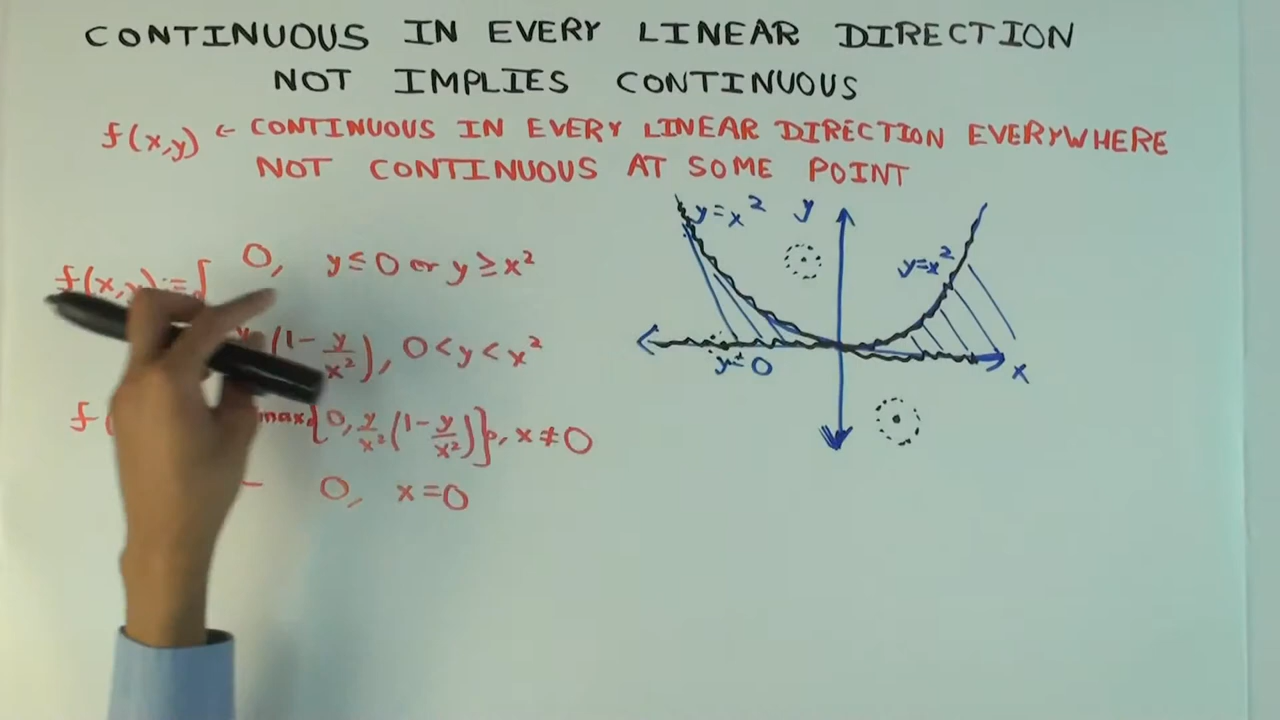 CONTINUOUS IN EVERY LINEAR DIRECTION
NOT IMPLIES CONTINUOUS
f(x,y) ← CONTINUOUS IN EVERY LINEAR DIRECTION EVERYWHERE
NOT CONTINUOUS AT SOME POINT
y=x² y
y=x²
f(x,y) := { 0, y≤0 or y≥x²
(1-y/x²), 0<y<x²
y=0
x
f(
max{0, y/x²(1-y/x²)}, x≠0
0, x=0